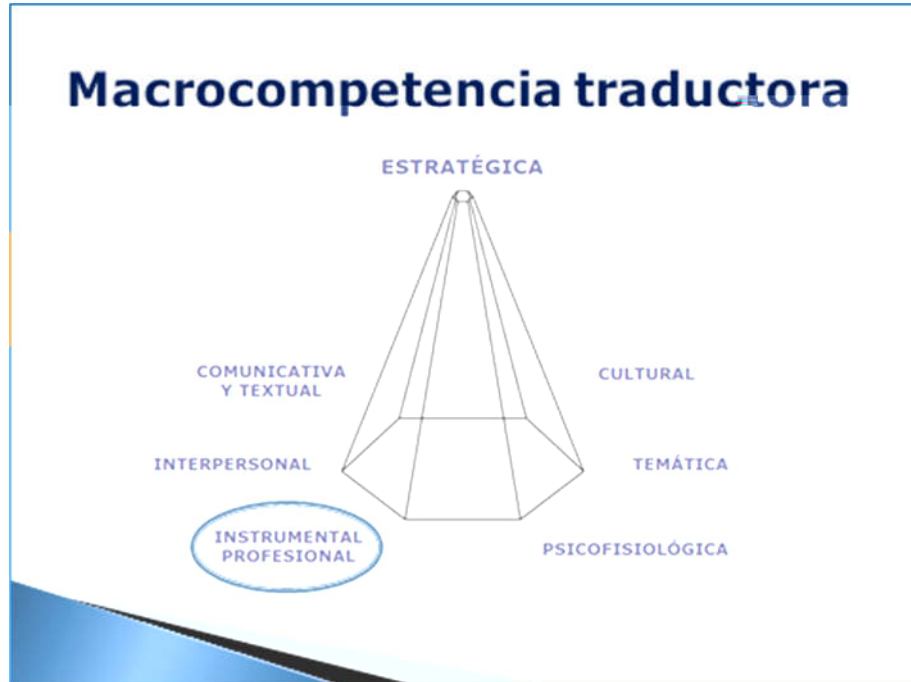 Macrocompetencia traductora
ESTRATÉGICA
COMUNICATIVA
Y TEXTUAL
CULTURAL
INTERPERSONAL
TEMÁTICA
INSTRUMENTAL
PROFESIONAL
PSICOFISIOLÓGICA